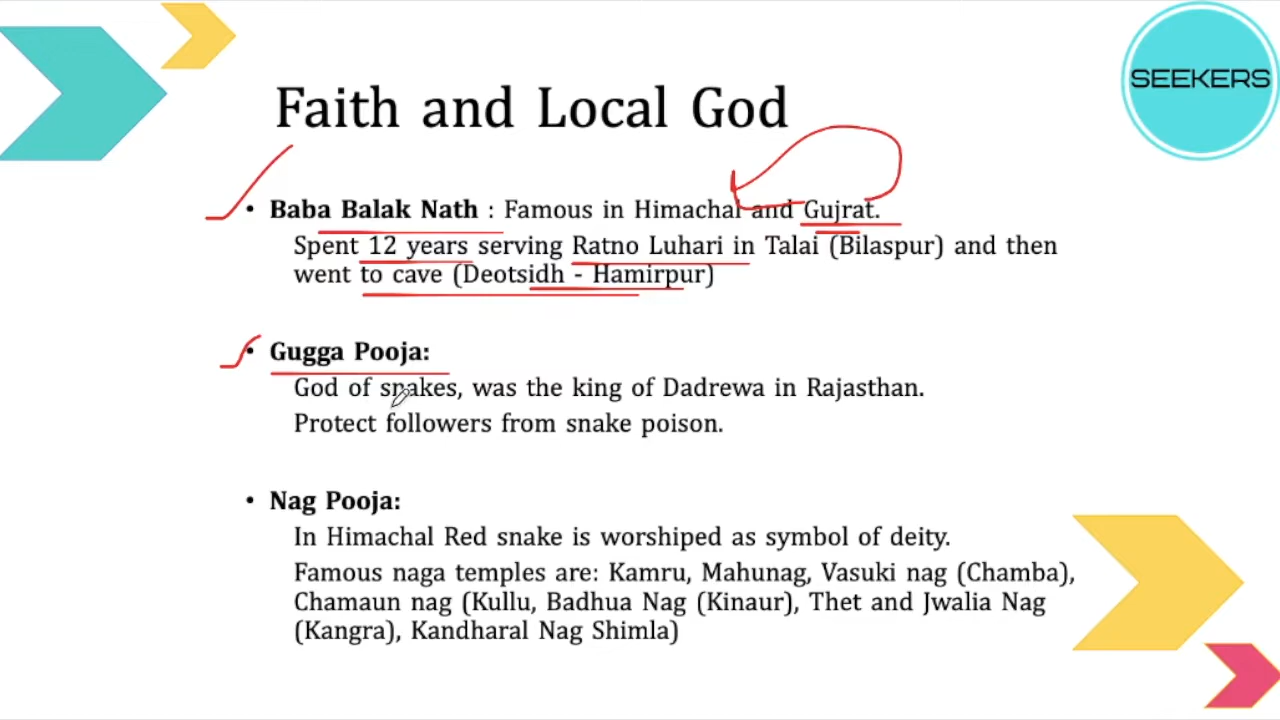 SEEKERS
Faith and Local God
• Baba Balak Nath : Famous in Himachal and Gujrat.
Spent 12 years serving Ratno Luhari in Talai (Bilaspur) and then
went to cave (Deotsidh - Hamirpur)
• Gugga Pooja:
God of snakes, was the king of Dadrewa in Rajasthan.
Protect followers from snake poison.
• Nag Pooja:
In Himachal Red snake is worshiped as symbol of deity.
Famous naga temples are: Kamru, Mahunag, Vasuki nag (Chamba),
Chamaun nag (Kullu, Badhua Nag (Kinaur), Thet and Jwalia Nag
(Kangra), Kandharal Nag Shimla)